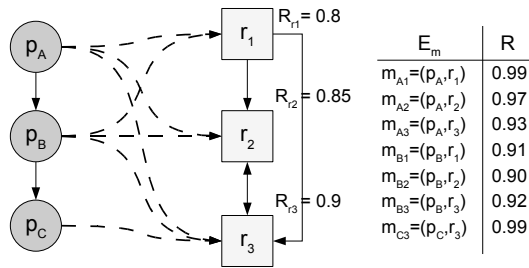 p_A
p_B
p_C
r_1
r_2
r_3
R_r1 = 0.8
R_r2 = 0.85
R_r3 = 0.9
E_m R
m_A1=(p_A,r_1) 0.99
m_A2=(p_A,r_2) 0.97
m_A3=(p_A,r_3) 0.93
m_B1=(p_B,r_1) 0.91
m_B2=(p_B,r_2) 0.90
m_B3=(p_B,r_3) 0.92
m_C3=(p_C,r_3) 0.99